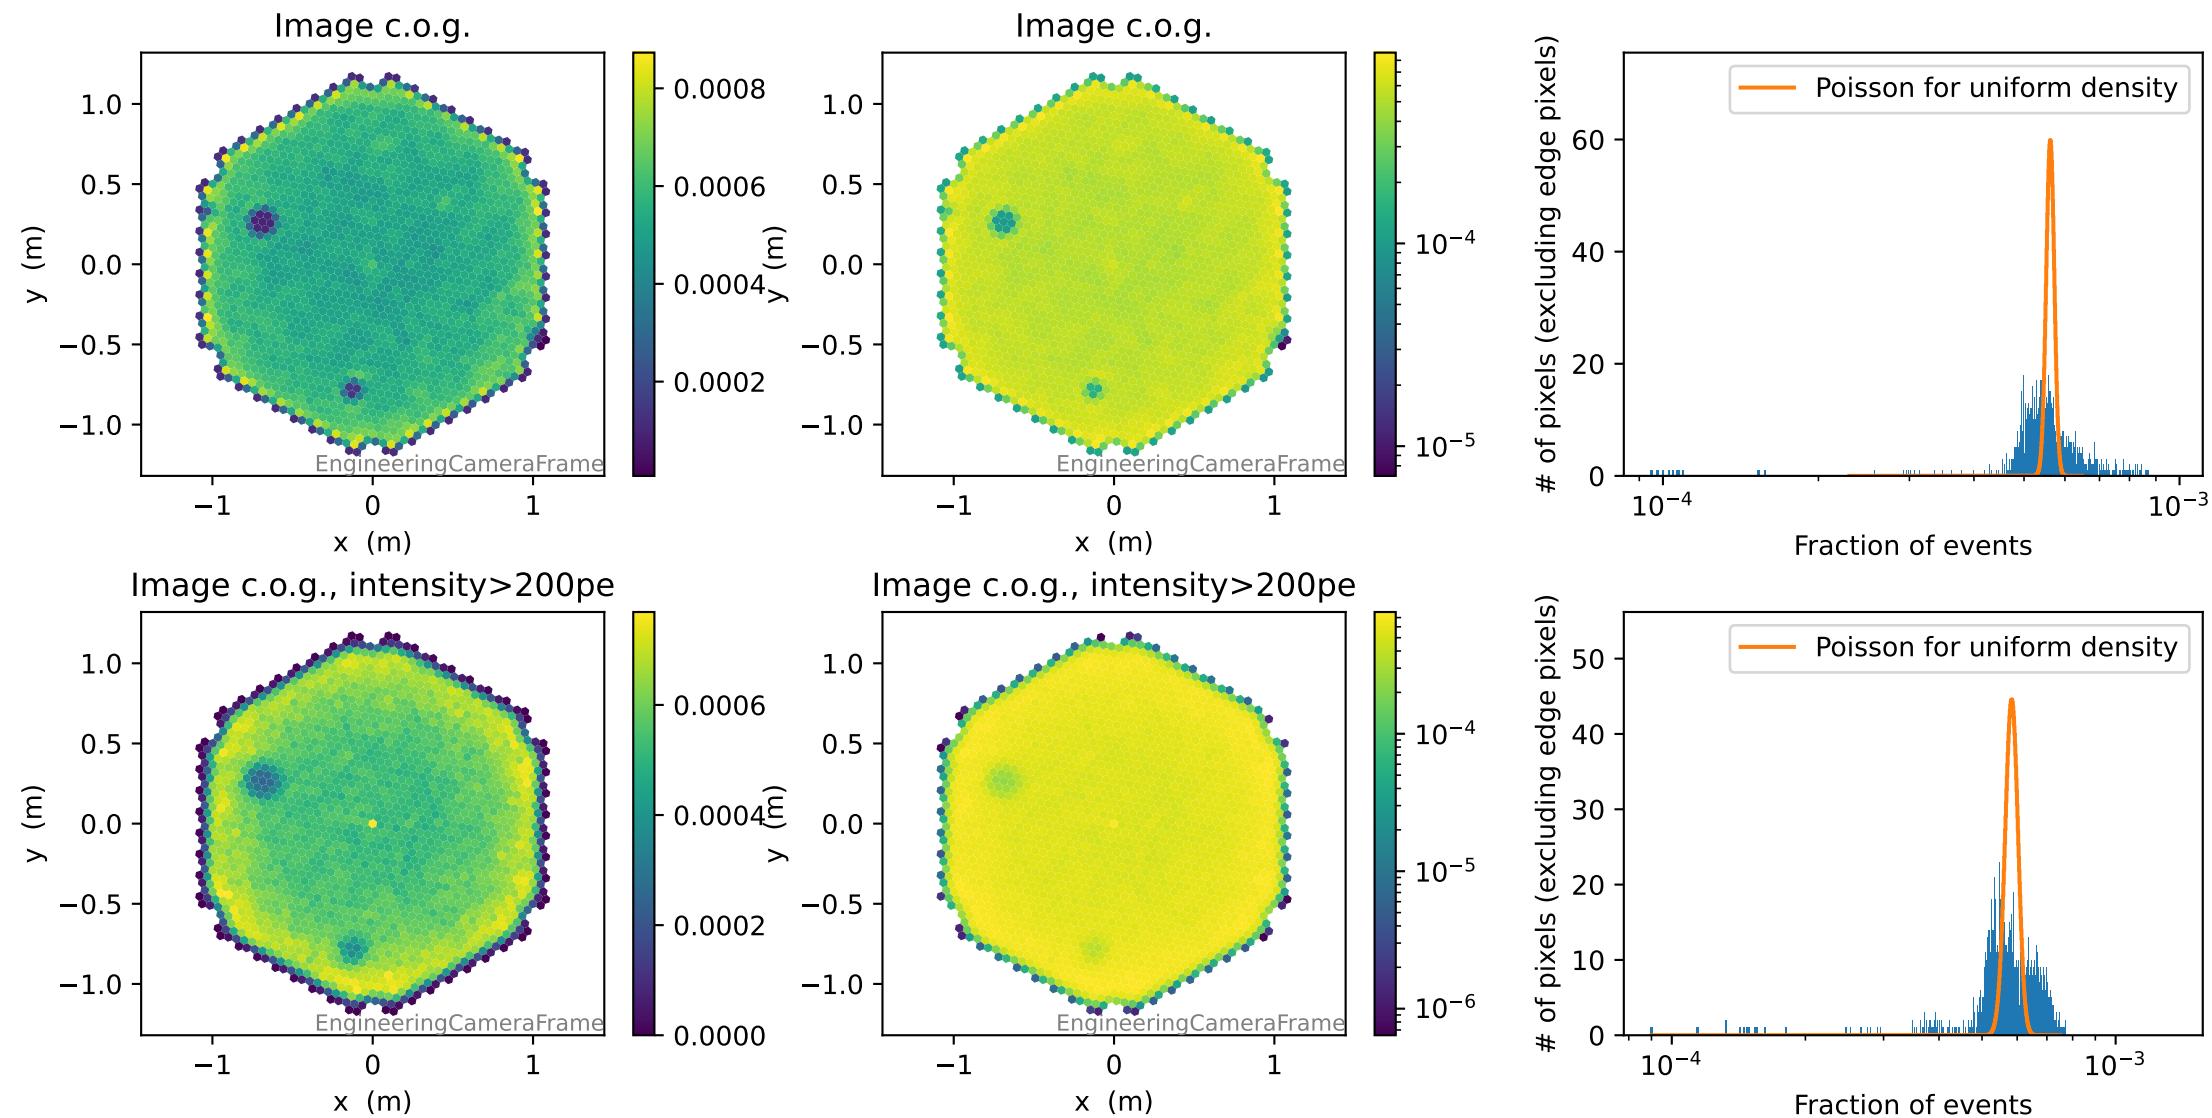 Image c.o.g.
1.0
0.5
0.0
−0.5
−1.0
−1
0
1
y (m)
x (m)
EngineeringCameraFrame
0.0008
0.0006
0.0004
0.0002
Image c.o.g.
1.0
0.5
0.0
−0.5
−1.0
−1
0
1
y (m)
x (m)
EngineeringCameraFrame
10−4
10−5
# of pixels (excluding edge pixels)
60
40
20
0
Poisson for uniform density
10−4
10−3
Fraction of events
Image c.o.g., intensity>200pe
1.0
0.5
0.0
−0.5
−1.0
−1
0
1
y (m)
x (m)
EngineeringCameraFrame
0.0006
0.0004
0.0002
0.0000
Image c.o.g., intensity>200pe
1.0
0.5
0.0
−0.5
−1.0
−1
0
1
y (m)
x (m)
EngineeringCameraFrame
10−4
10−5
10−6
# of pixels (excluding edge pixels)
50
40
30
20
10
0
Poisson for uniform density
10−4
10−3
Fraction of events